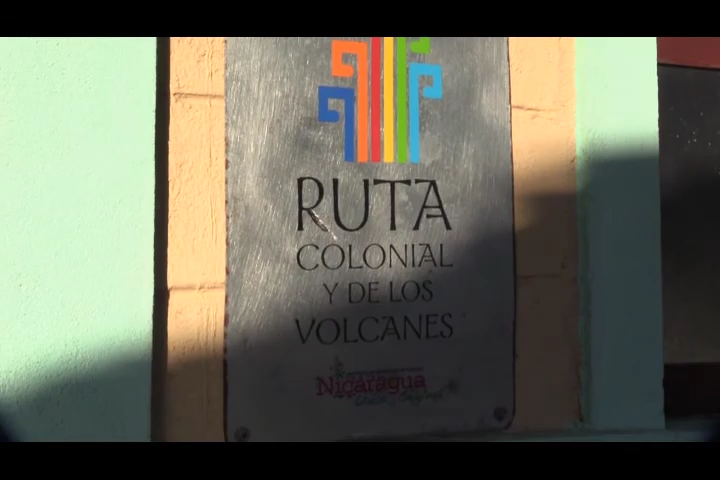 RUTA
COLONIAL
Y DE LOS
VOLCANES
Nicaragua